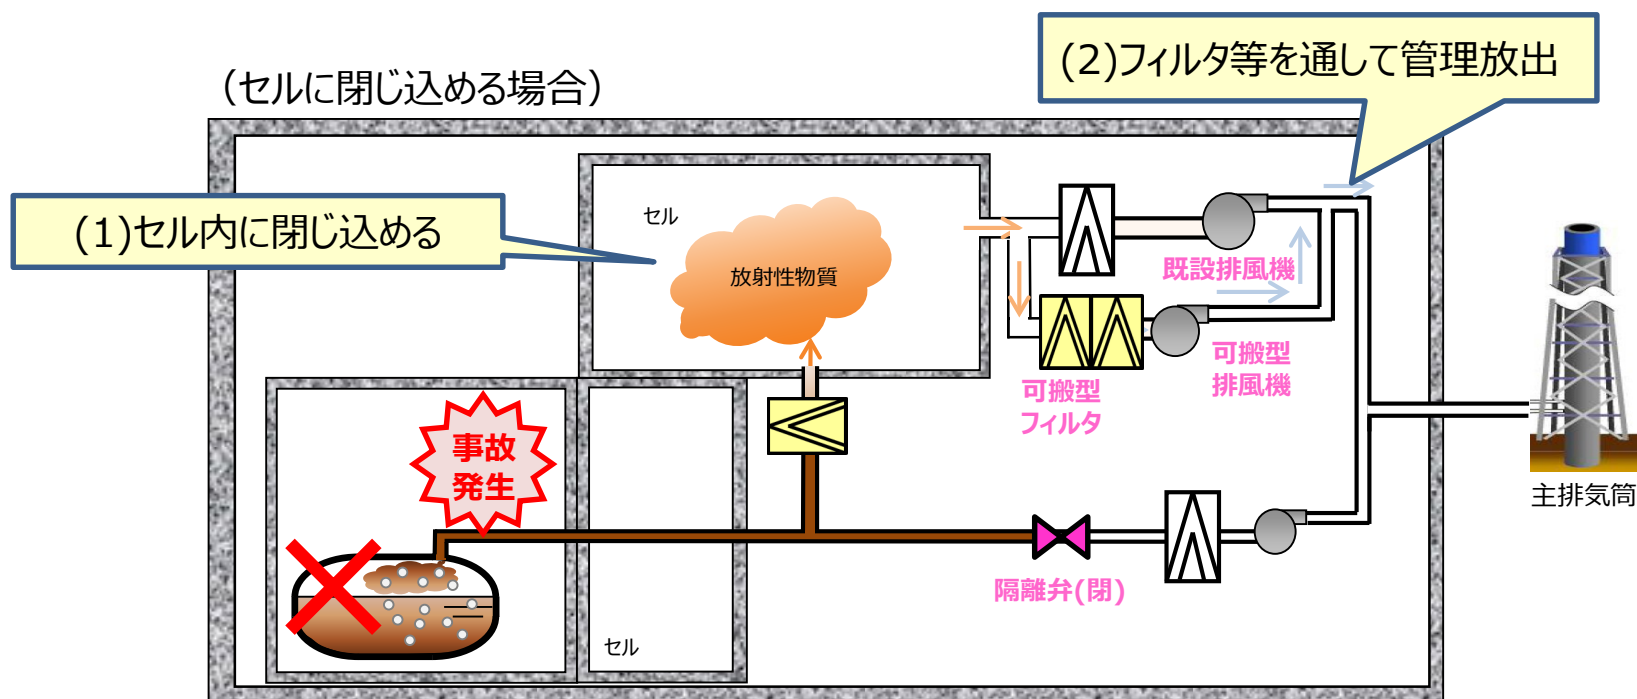 (2)フィルタ等を通して管理放出
(セルに閉じ込める場合)
(1)セル内に閉じ込める
セル
放射性物質
既設排風機
可搬型
排風機
可搬型
フィルタ
事故
発生
主排気筒
隔離弁(閉)
セル